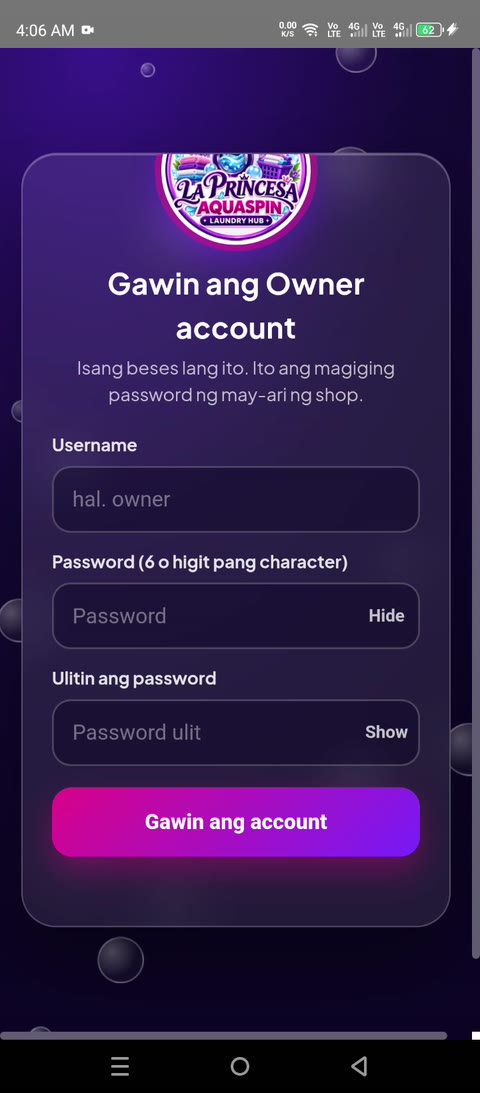 4:06 AM
0.00 K/S
Vo LTE
4G
Vo LTE
4G
62
LA PRINCESA
AQUASPIN
LAUNDRY HUB
Gawin ang Owner
account
Isang beses lang ito. Ito ang magiging
password ng may-ari ng shop.
Username
hal. owner
Password (6 o higit pang character)
Password
Hide
Ulitin ang password
Password ulit
Show
Gawin ang account